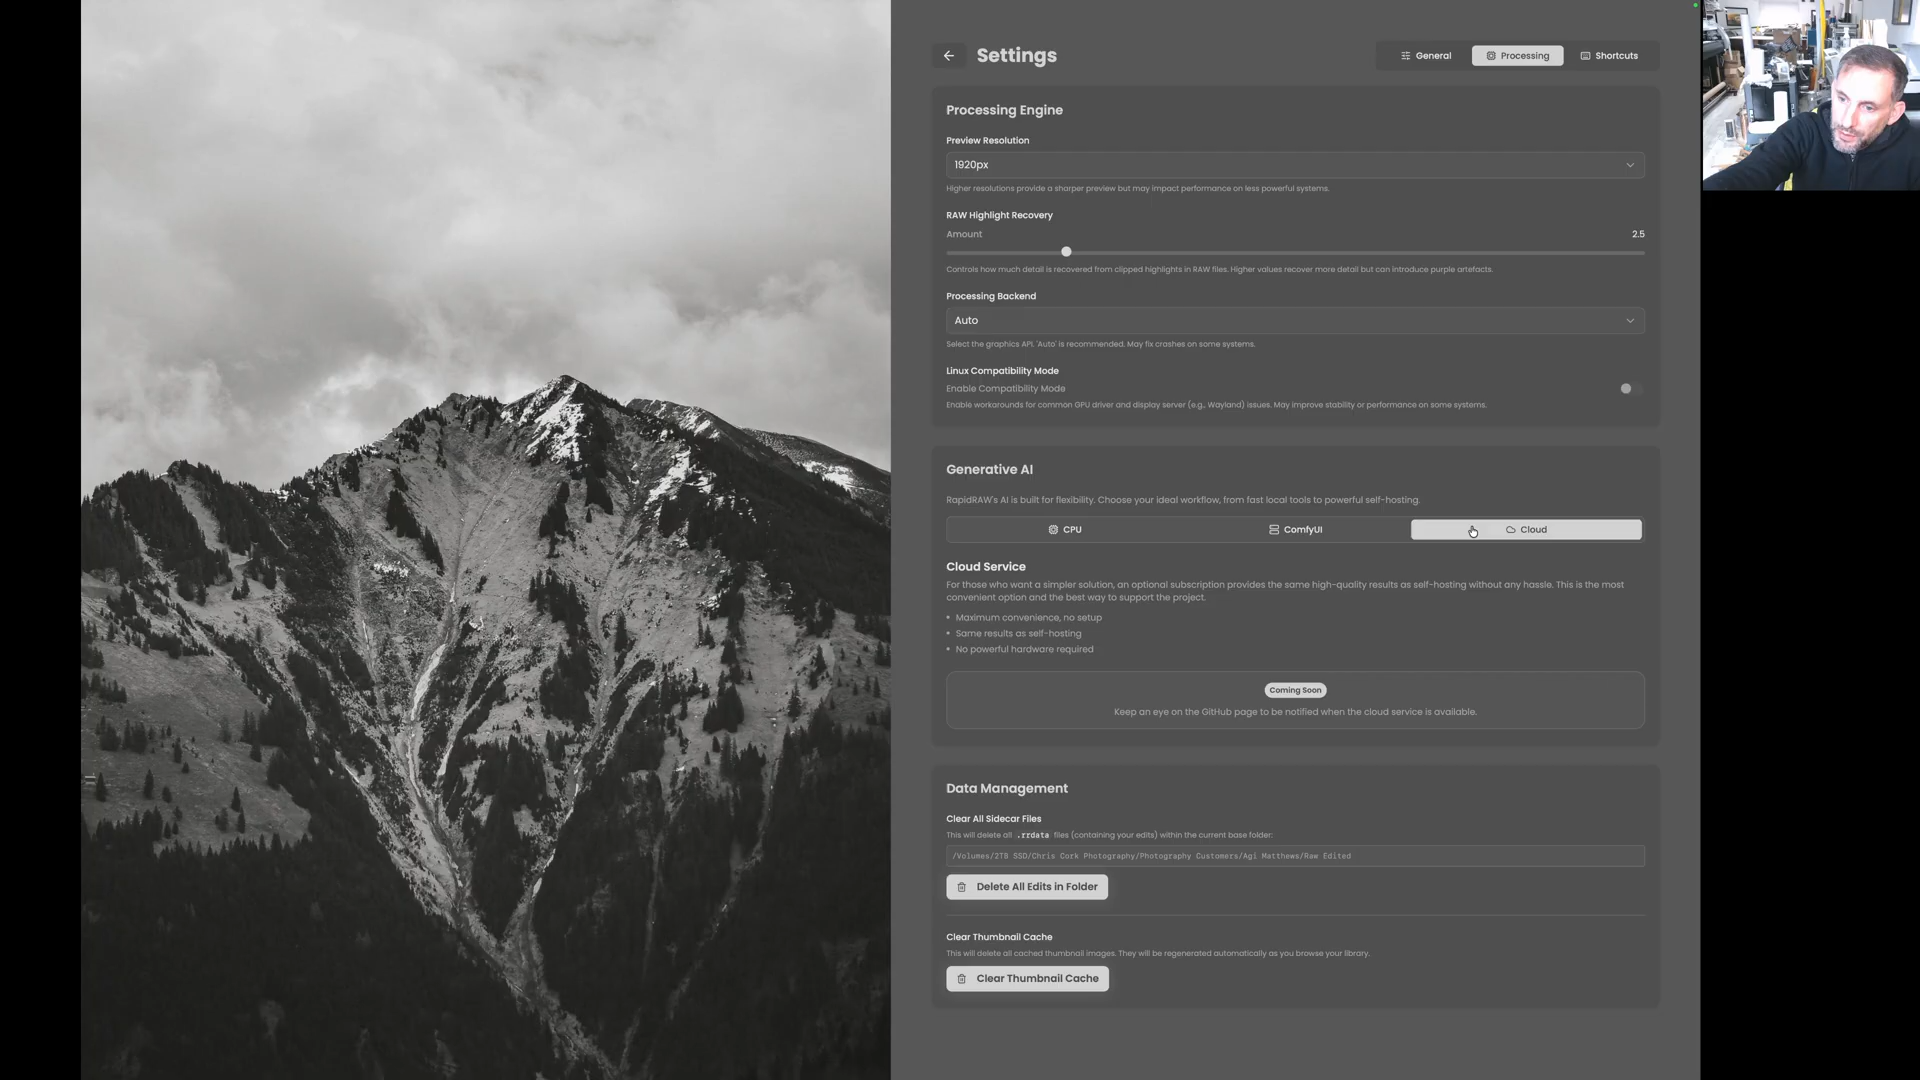 Settings
General
Processing
Shortcuts
Processing Engine
Preview Resolution
1920px
Higher resolutions provide a sharper preview but may impact performance on less powerful systems.
RAW Highlight Recovery
Amount
2.5
Controls how much detail is recovered from clipped highlights in RAW files. Higher values recover more detail but can introduce purple artefacts.
Processing Backend
Auto
Select the graphics API. 'Auto' is recommended. May fix crashes on some systems.
Linux Compatibility Mode
Enable Compatibility Mode
Enable workarounds for common GPU driver and display server (e.g., Wayland) issues. May improve stability or performance on some systems.
Generative AI
RapidRAW's AI is built for flexibility. Choose your ideal workflow, from fast local tools to powerful self-hosting.
CPU
ComfyUI
Cloud
Cloud Service
For those who want a simpler solution, an optional subscription provides the same high-quality results as self-hosting without any hassle. This is the most
convenient option and the best way to support the project.
• Maximum convenience, no setup
• Same results as self-hosting
• No powerful hardware required
Coming Soon
Keep an eye on the GitHub page to be notified when the cloud service is available.
Data Management
Clear All Sidecar Files
This will delete all .rrdata files (containing your edits) within the current base folder:
/Volumes/2TB SSD/Chris Cork Photography/Photography Customers/Agi Matthews/Raw Edited
Delete All Edits in Folder
Clear Thumbnail Cache
This will delete all cached thumbnail images. They will be regenerated automatically as you browse your library.
Clear Thumbnail Cache